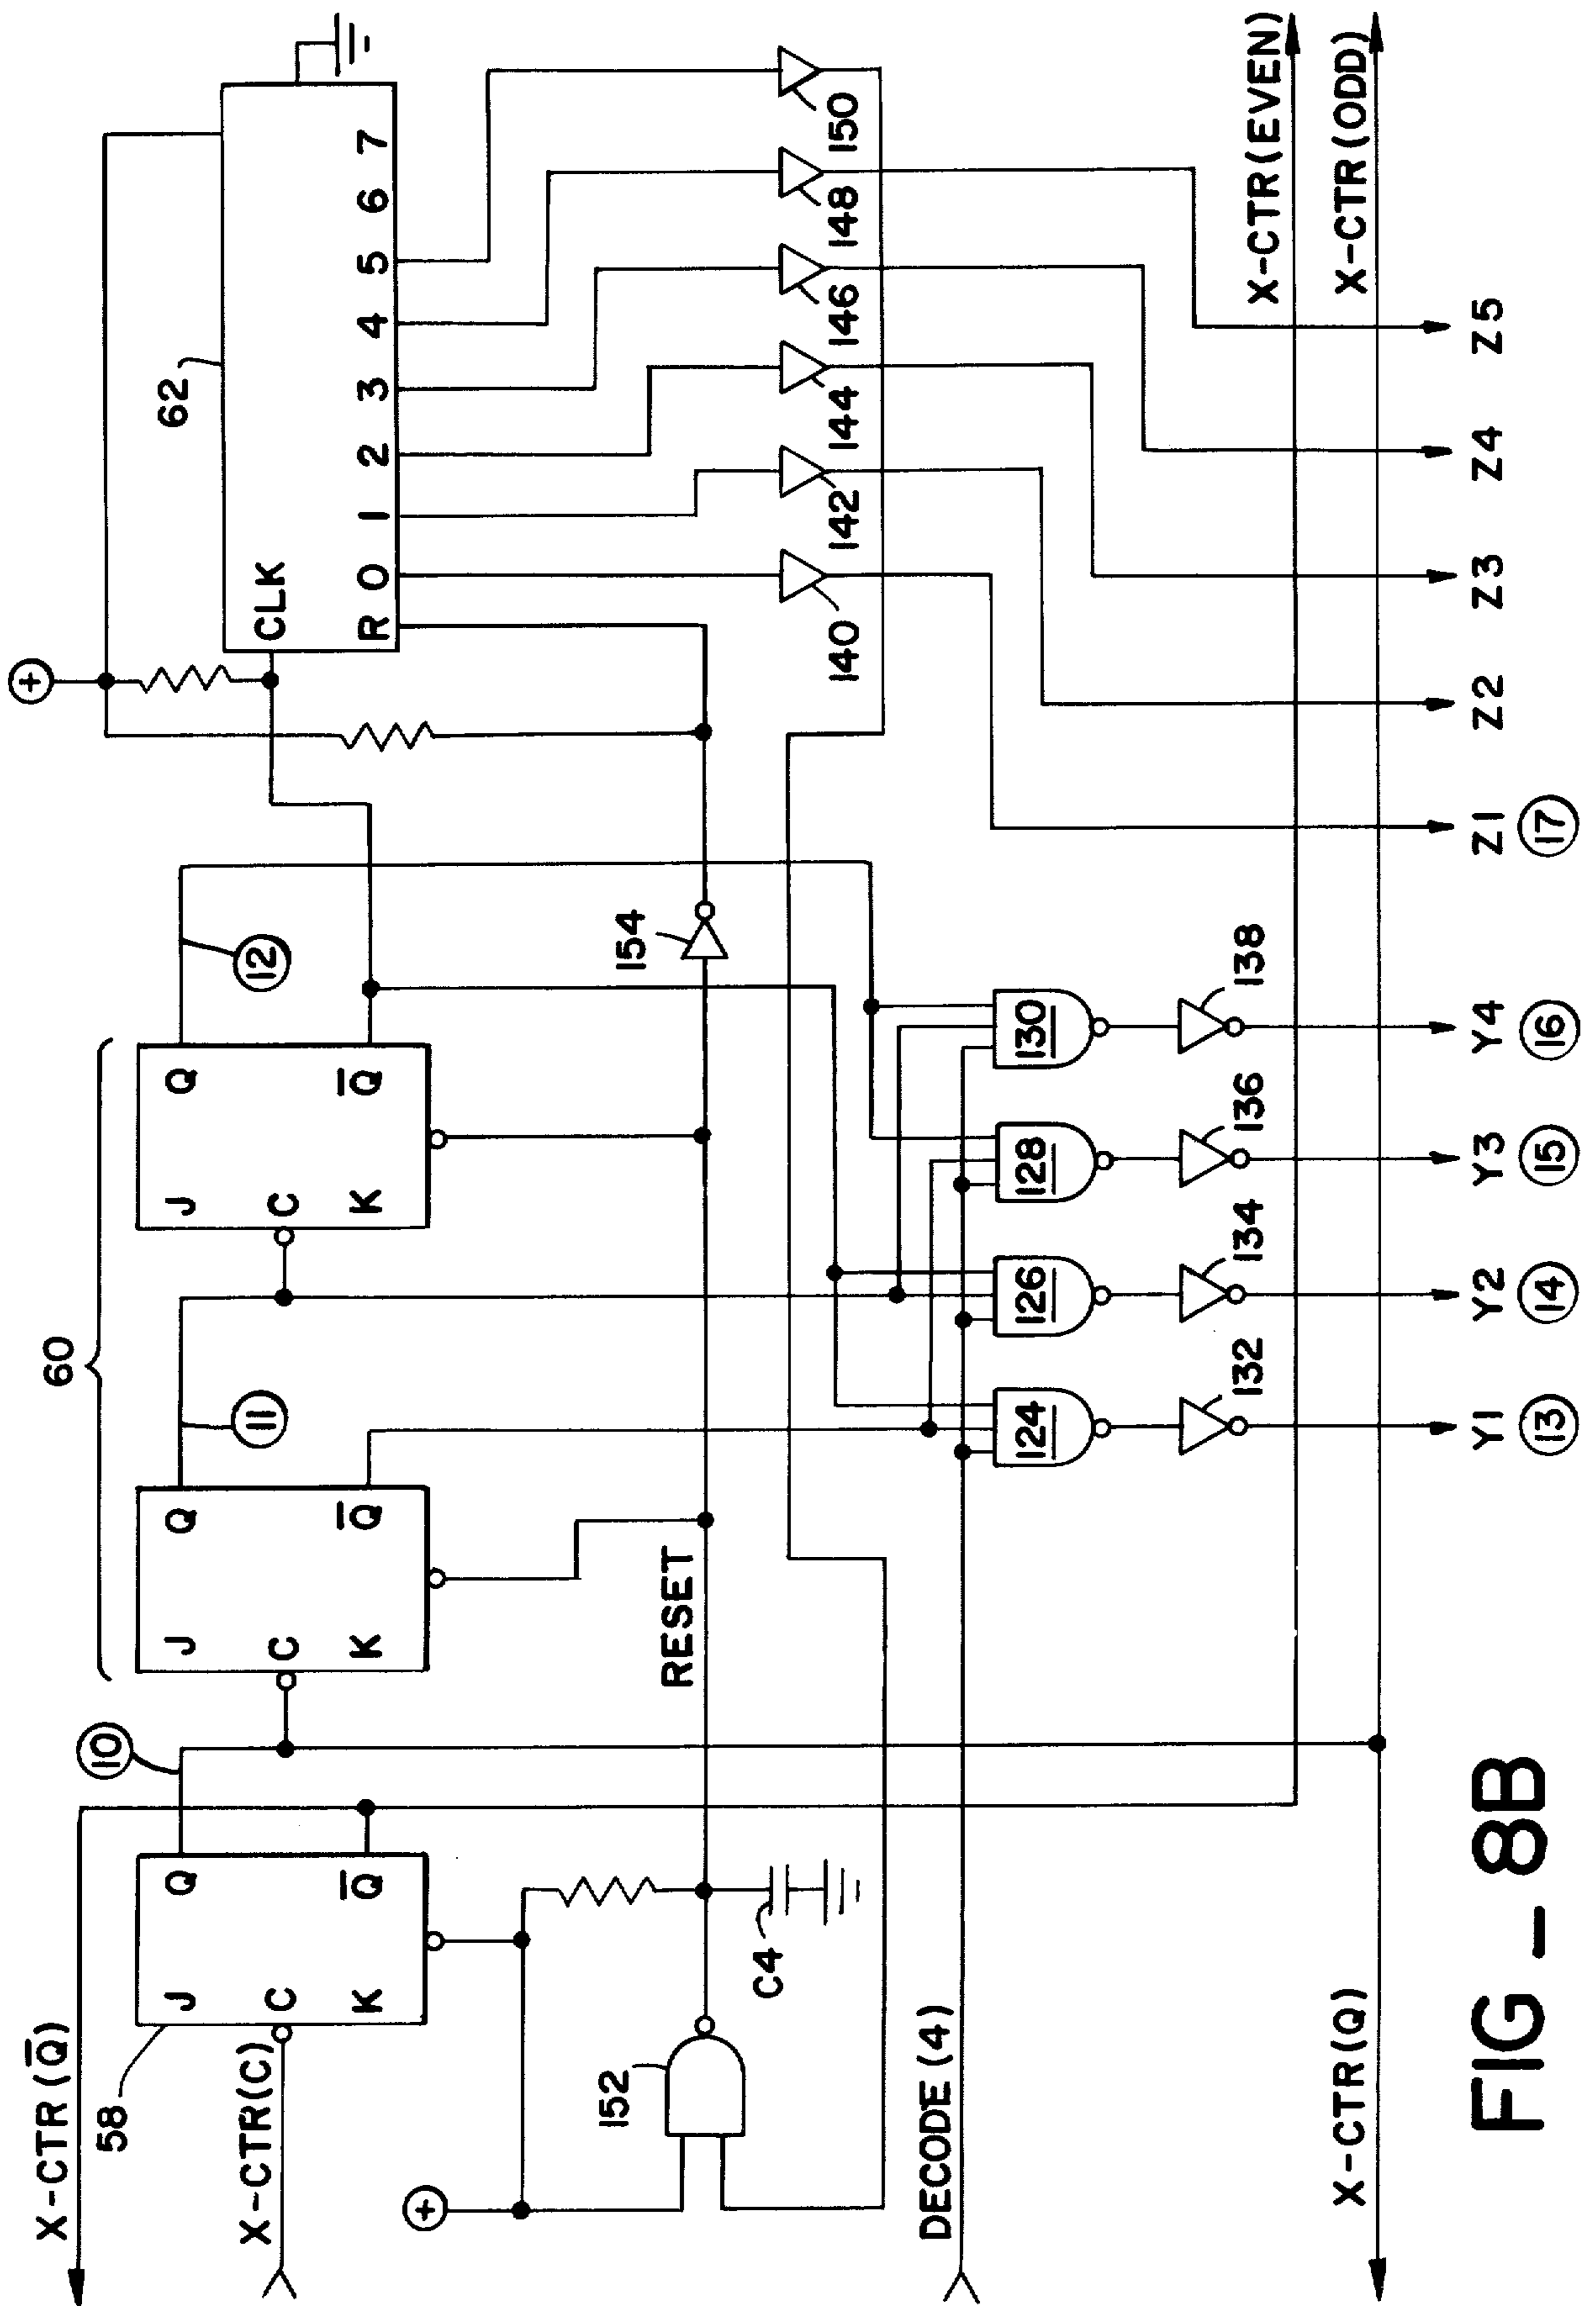 X-CTR(Q̅)
58
J
Q
X-CTR(C)
C
K
Q̅
10
60
J
Q
C
K
Q̅
11
J
Q
C
K
Q̅
12
+
62
CLK
R 0 1 2 3 4 5 6 7
+
152
C4
RESET
154
140
142
144
146
148
150
DECODE (4)
124
126
128
130
132
134
136
138
X-CTR(EVEN)
X-CTR(Q)
X-CTR(ODD)
Y1 Y2 Y3 Y4 Z1 Z2 Z3 Z4 Z5
13 14 15 16 17
FIG - 8B